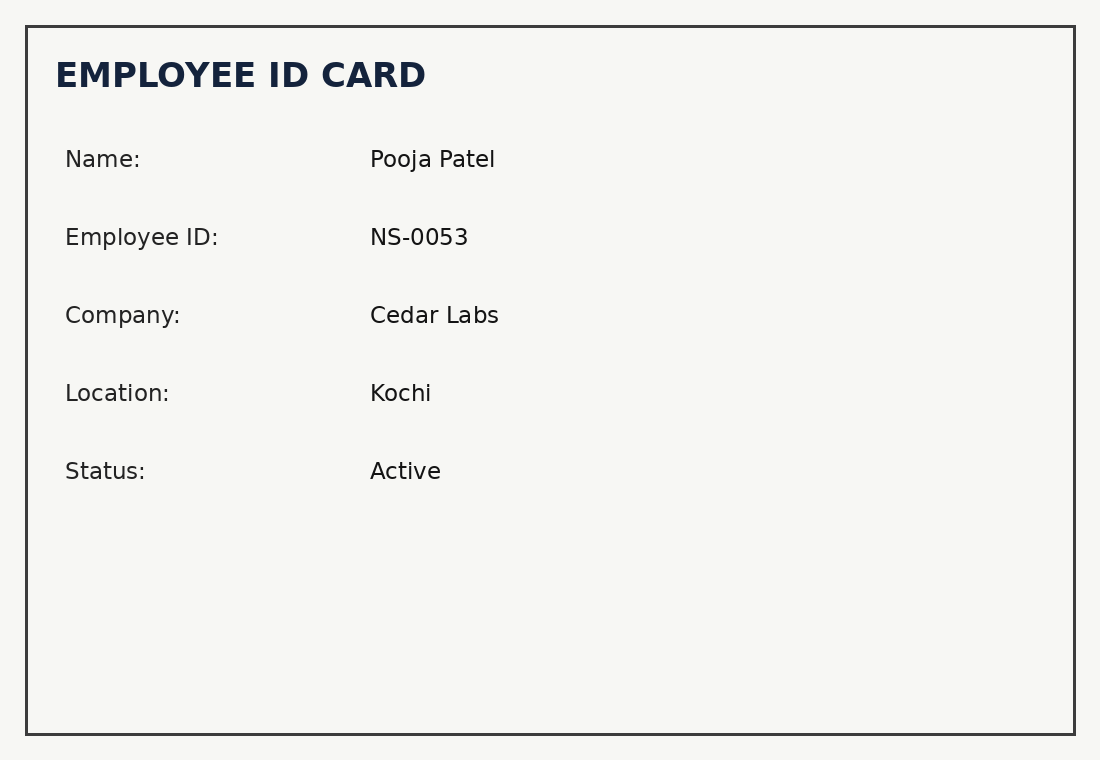 EMPLOYEE ID CARD
Name: Pooja Patel
Employee ID: NS-0053
Company: Cedar Labs
Location: Kochi
Status: Active